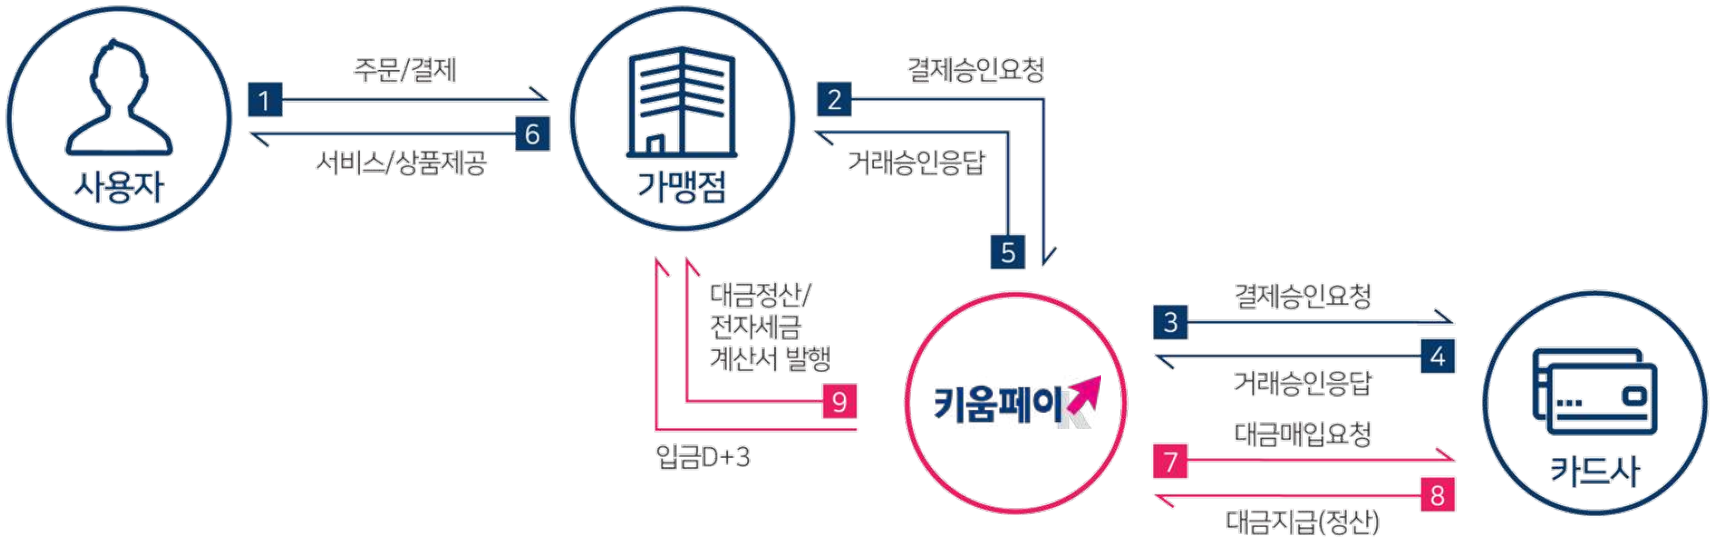 사용자
1
주문/결제
6
서비스/상품제공
가맹점
2
결제승인요청
거래승인응답
5
대금정산/
전자세금
계산서 발행
9
입금D+3
키움페이
K
3
결제승인요청
4
거래승인응답
대금매입요청
7
8
대금지급(정산)
카드사